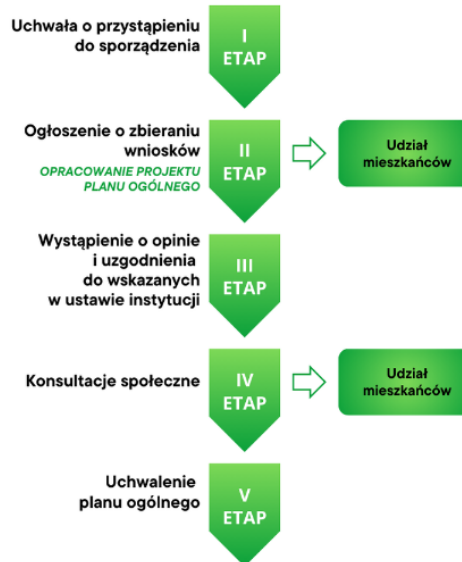 Uchwała o przystąpieniu
do sporządzenia
I
ETAP
Ogłoszenie o zbieraniu
wniosków
OPRACOWANIE PROJEKTU
PLANU OGÓLNEGO
II
ETAP
Udział
mieszkańców
Wystąpienie o opinie
i uzgodnienia
do wskazanych
w ustawie instytucji
III
ETAP
Konsultacje społeczne
IV
ETAP
Udział
mieszkańców
Uchwalenie
planu ogólnego
V
ETAP